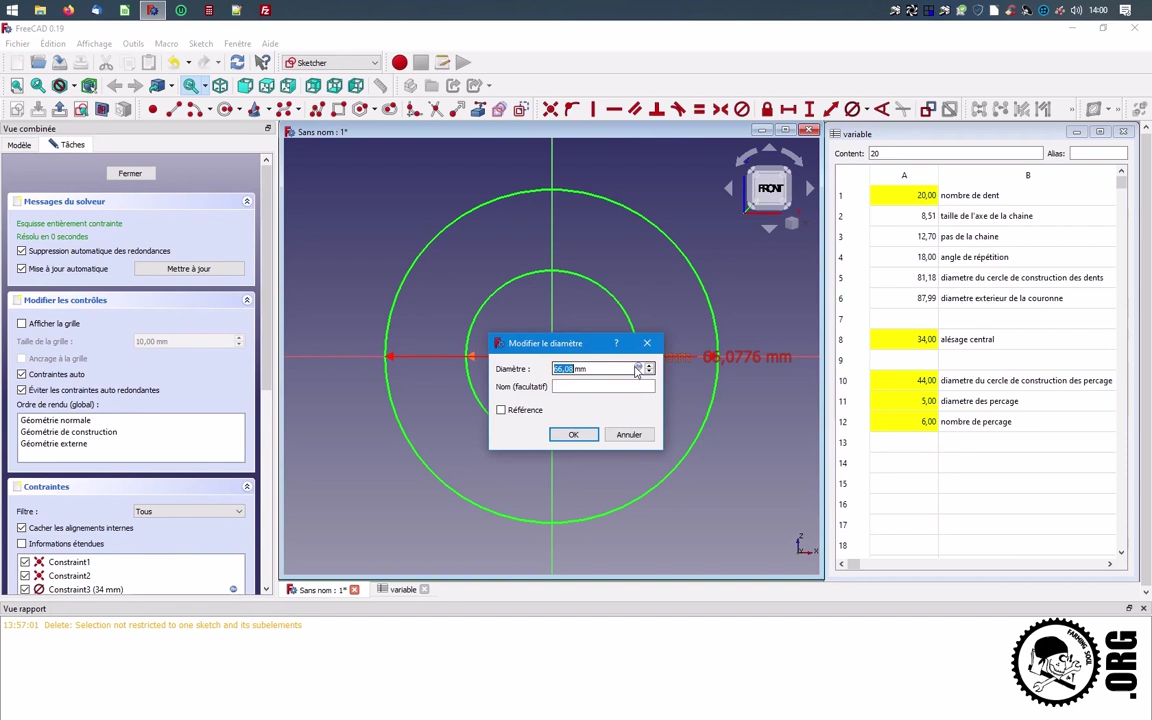 14:00
FreeCAD 0.19
Fichier Édition Affichage Outils Macro Sketch Fenêtre Aide
Sketcher
Vue combinée
Modèle Tâches
Fermer
Messages du solveur
Esquisse entièrement contrainte
Résolu en 0 secondes
Suppression automatique des redondances
Mise à jour automatique
Mettre à jour
Modifier les contrôles
Afficher la grille
Taille de la grille :
10,00 mm
Ancrage à la grille
Contraintes auto
Éviter les contraintes auto redondantes
Ordre de rendu (global) :
Géométrie normale
Géométrie de construction
Géométrie externe
Contraintes
Filtre :
Tous
Cacher les alignements internes
Informations étendues
Constraint1
Constraint2
Constraint3 (34 mm)
Sans nom : 1*
FRONT
66,0776 mm
Modifier le diamètre
?
Diamètre :
66,08 mm
Nom (facultatif)
Référence
OK
Annuler
Z
X
Sans nom : 1*
variable
variable
Content: 20
Alias:
A B
1 20,00 nombre de dent
2 8,51 taille de l'axe de la chaine
3 12,70 pas de la chaine
4 18,00 angle de répétition
5 81,18 diametre du cercle de construction des dents
6 87,99 diametre exterieur de la couronne
7
8 34,00 alésage central
9
10 44,00 diametre du cercle de construction des percage
11 5,00 diametre des percage
12 6,00 nombre de percage
13
14
15
16
17
18
Vue rapport
13:57:01 Delete: Selection not restricted to one sketch and its subelements
FARMING SOUL
.ORG